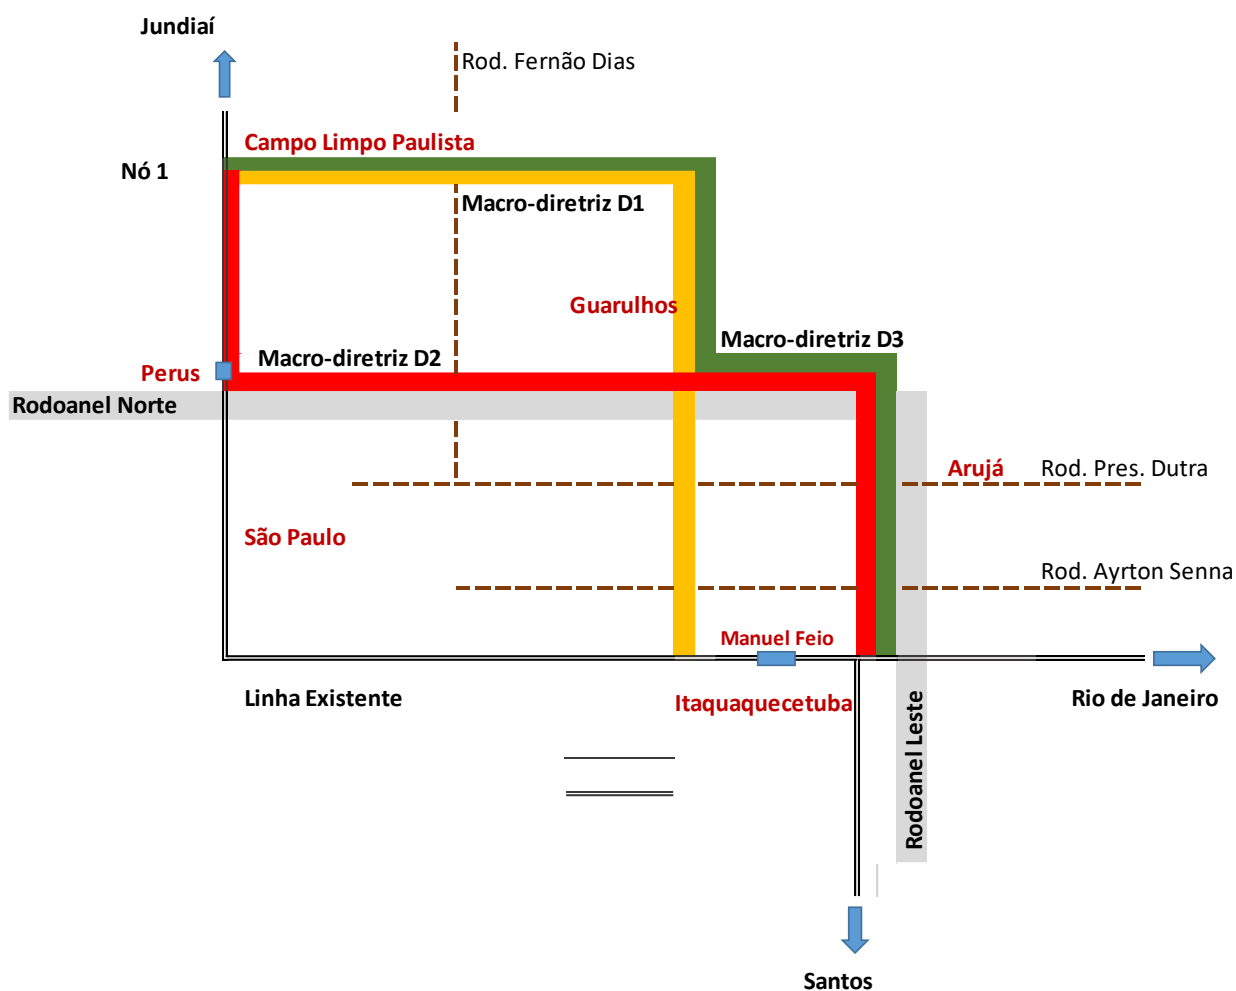 Jundiaí
Rod. Fernão Dias
Campo Limpo Paulista
Nó 1
Macro-diretriz D1
Guarulhos
Macro-diretriz D3
Macro-diretriz D2
Perus
Rodoanel Norte
Arujá
Rod. Pres. Dutra
São Paulo
Rod. Ayrton Senna
Manuel Feio
Linha Existente
Itaquaquecetuba
Rio de Janeiro
Rodoanel Leste
Santos